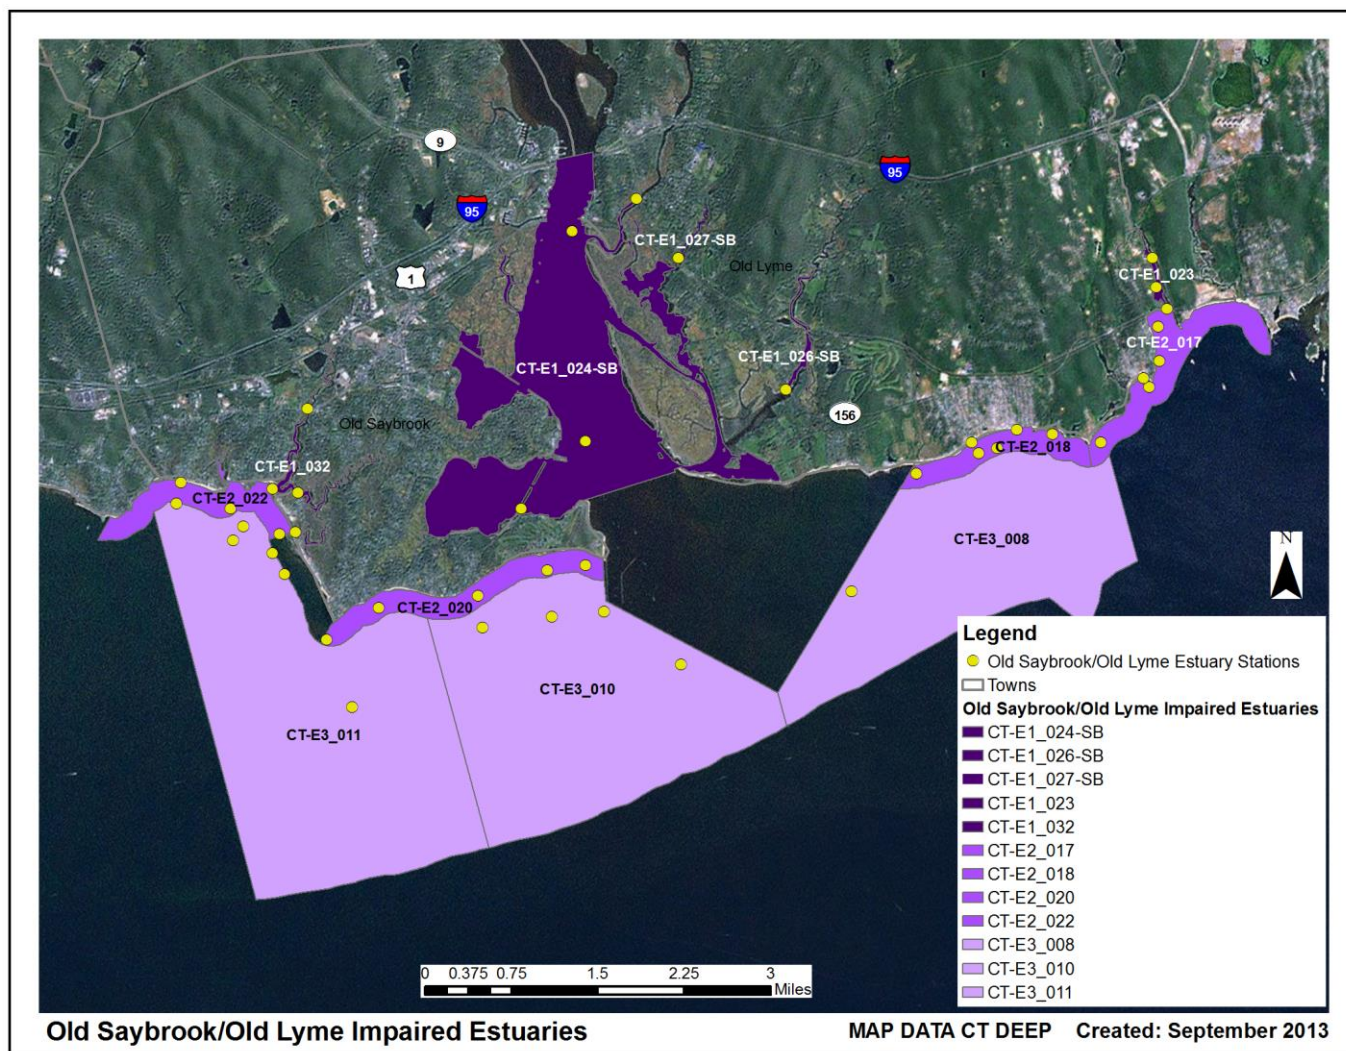 9
95
95
CT-E1_027-SB
Old Lyme
1
CT-E1_023
CT-E2_017
CT-E1_024-SB
CT-E1_026-SB
156
Old Saybrook
CT-E2_018
CT-E1_032
CT-E2_022
CT-E3_008
N
CT-E2_020
CT-E3_010
CT-E3_011
Legend
Old Saybrook/Old Lyme Estuary Stations
Towns
Old Saybrook/Old Lyme Impaired Estuaries
CT-E1_024-SB
CT-E1_026-SB
CT-E1_027-SB
CT-E1_023
CT-E1_032
CT-E2_017
CT-E2_018
CT-E2_020
CT-E2_022
CT-E3_008
CT-E3_010
CT-E3_011
0 0.375 0.75 1.5 2.25 3
Miles
Old Saybrook/Old Lyme Impaired Estuaries
MAP DATA CT DEEP Created: September 2013